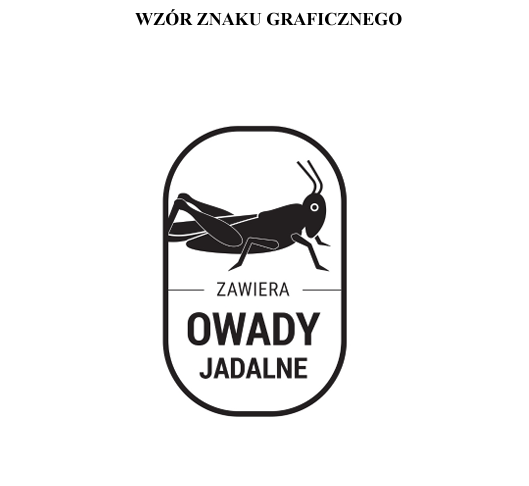 WZÓR ZNAKU GRAFICZNEGO
ZAWIERA
OWADY
JADALNE